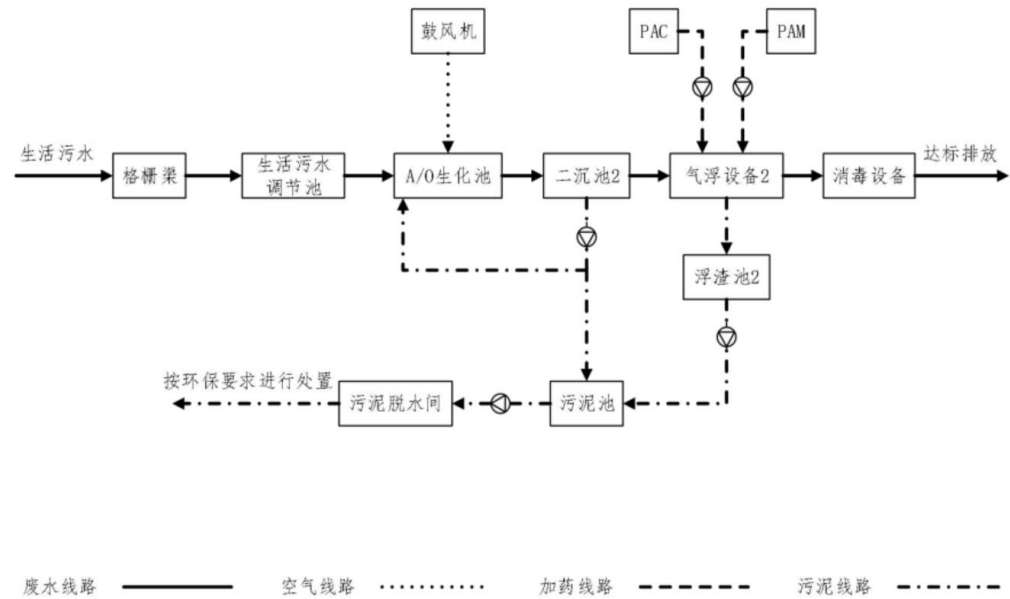 鼓风机
PAC
PAM
生活污水
格栅渠
生活污水
调节池
A/O生化池
二沉池2
气浮设备2
消毒设备
达标排放
浮渣池2
按环保要求进行处置
污泥脱水间
污泥池
废水线路
空气线路
加药线路
污泥线路